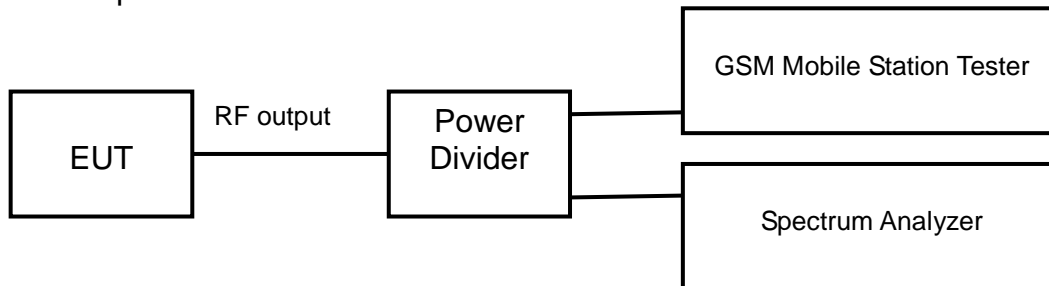 GSM Mobile Station Tester
RF output
EUT
Power
Divider
Spectrum Analyzer